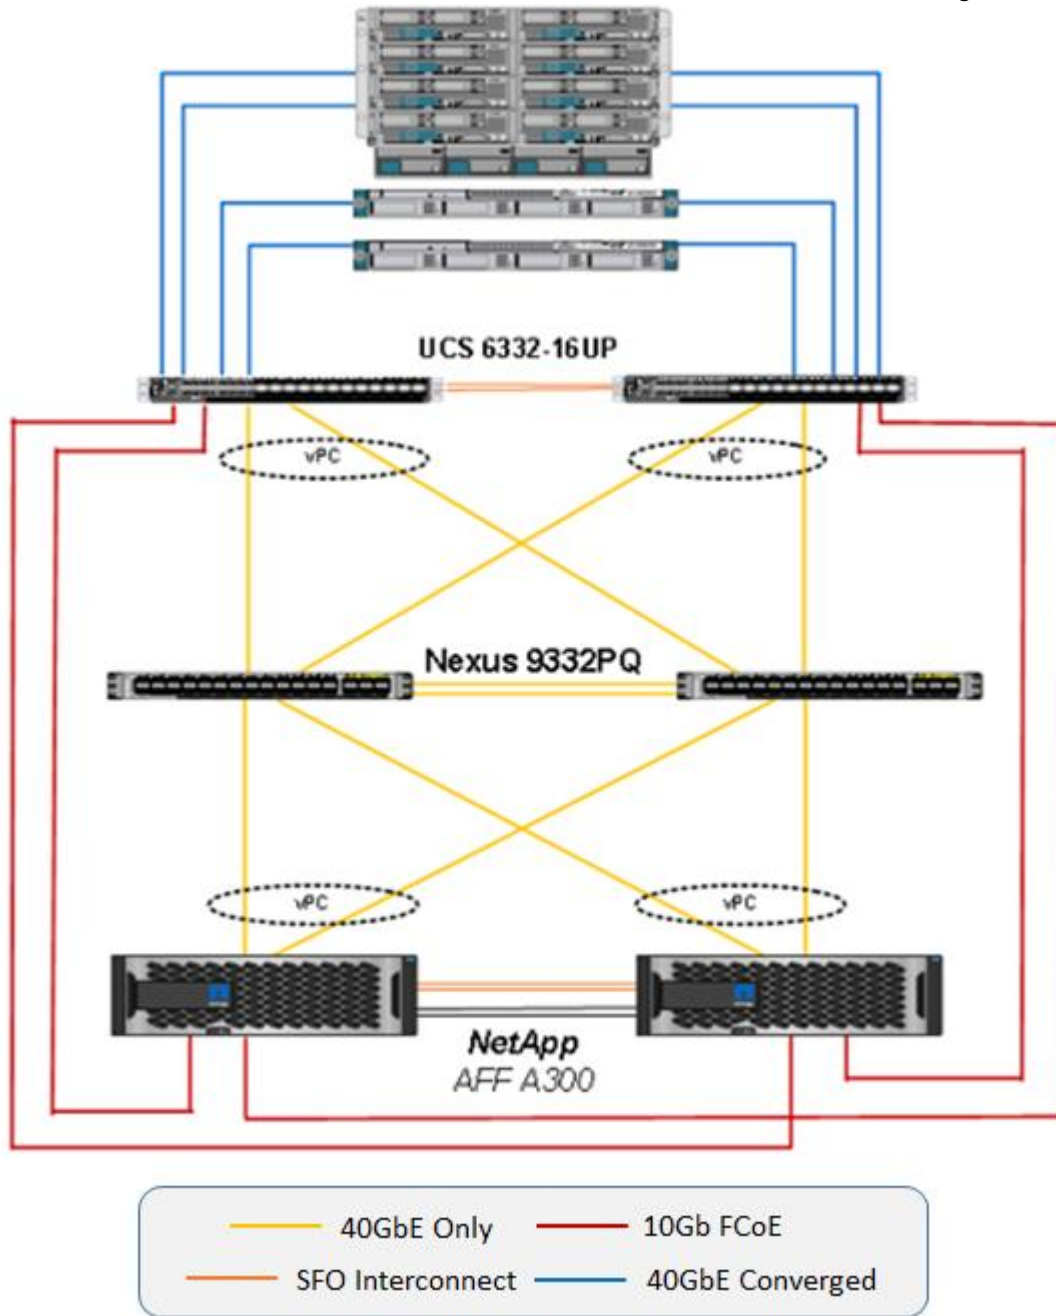 UCS 6332-16UP
vPC
vPC
Nexus 9332PQ
vPC
vPC
NetApp
AFF A300
40GbE Only
10Gb FCoE
SFO Interconnect
40GbE Converged